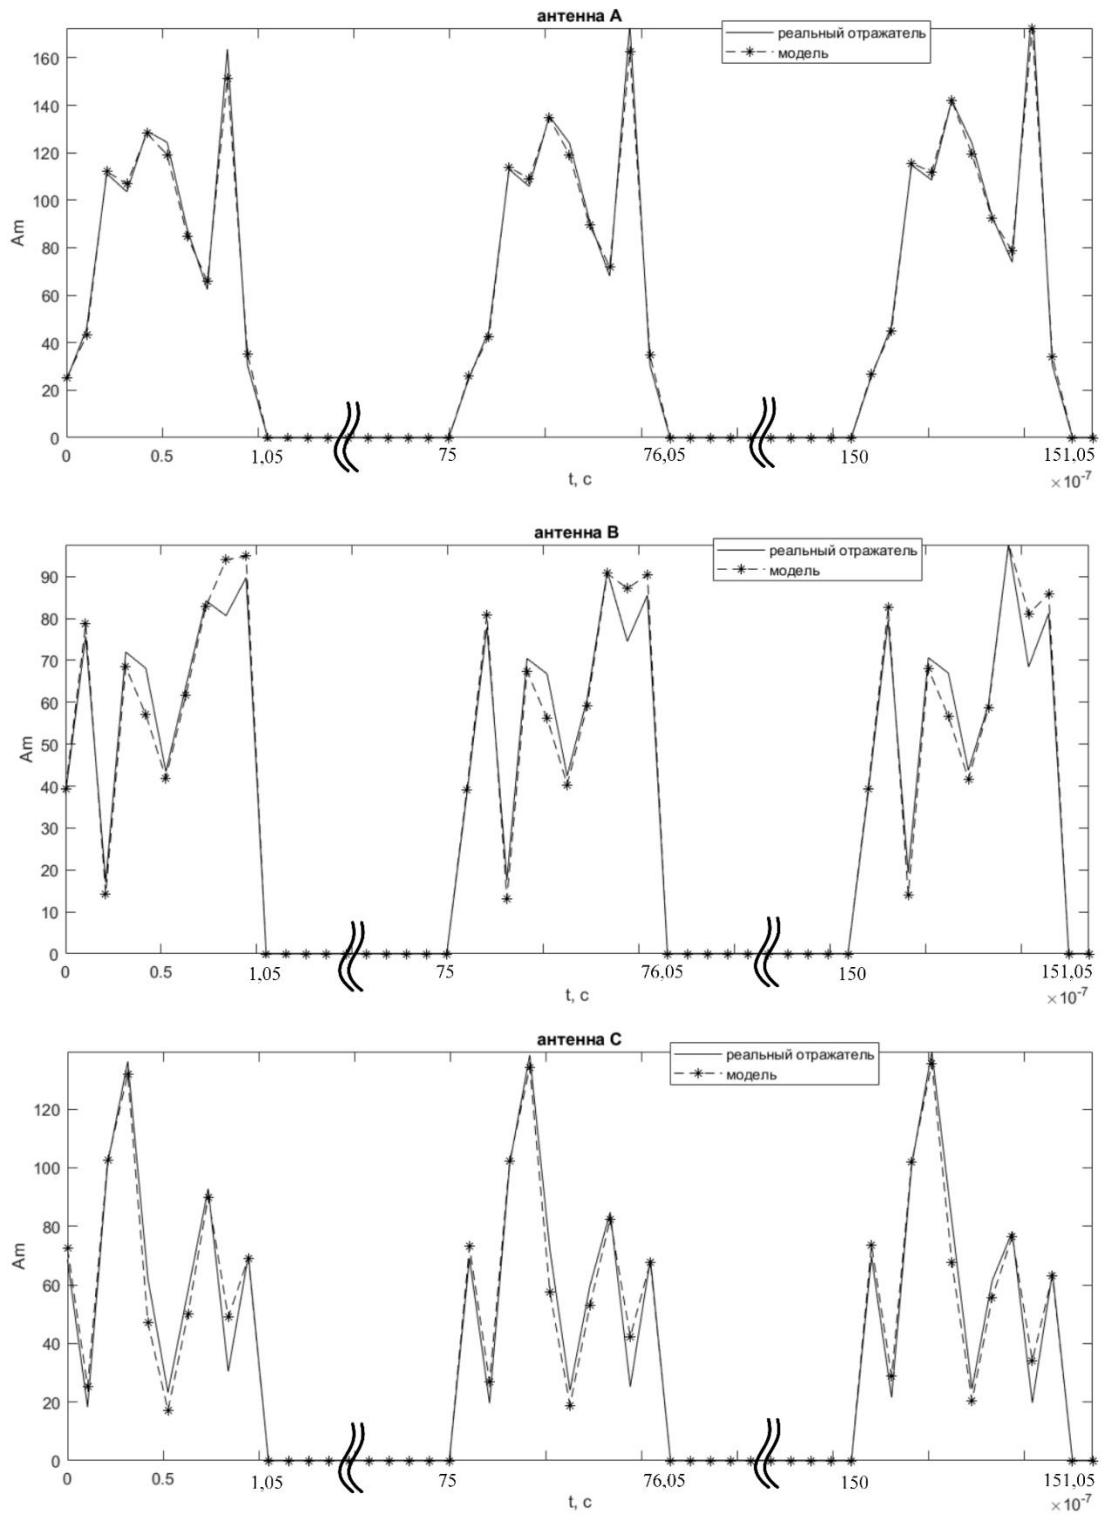 антенна A
реальный отражатель
модель
160
140
120
100
80
60
40
20
0
Am
0 0.5 1,05 75 76,05 150 151,05
t, c
×10-7
антенна B
реальный отражатель
модель
90
80
70
60
50
40
30
20
10
0
Am
0 0.5 1,05 75 76,05 150 151,05
t, c
×10-7
антенна C
реальный отражатель
модель
120
100
80
60
40
20
0
Am
0 0.5 1,05 75 76,05 150 151,05
t, c
×10-7